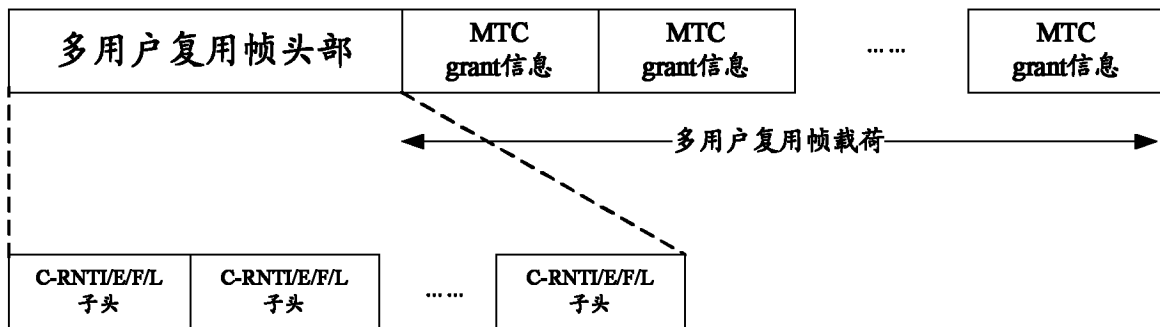 多用户复用帧头部
MTC
grant信息
MTC
grant信息
... ...
MTC
grant信息
多用户复用帧载荷
C-RNTI/E/F/L
子头
C-RNTI/E/F/L
子头
... ...
C-RNTI/E/F/L
子头